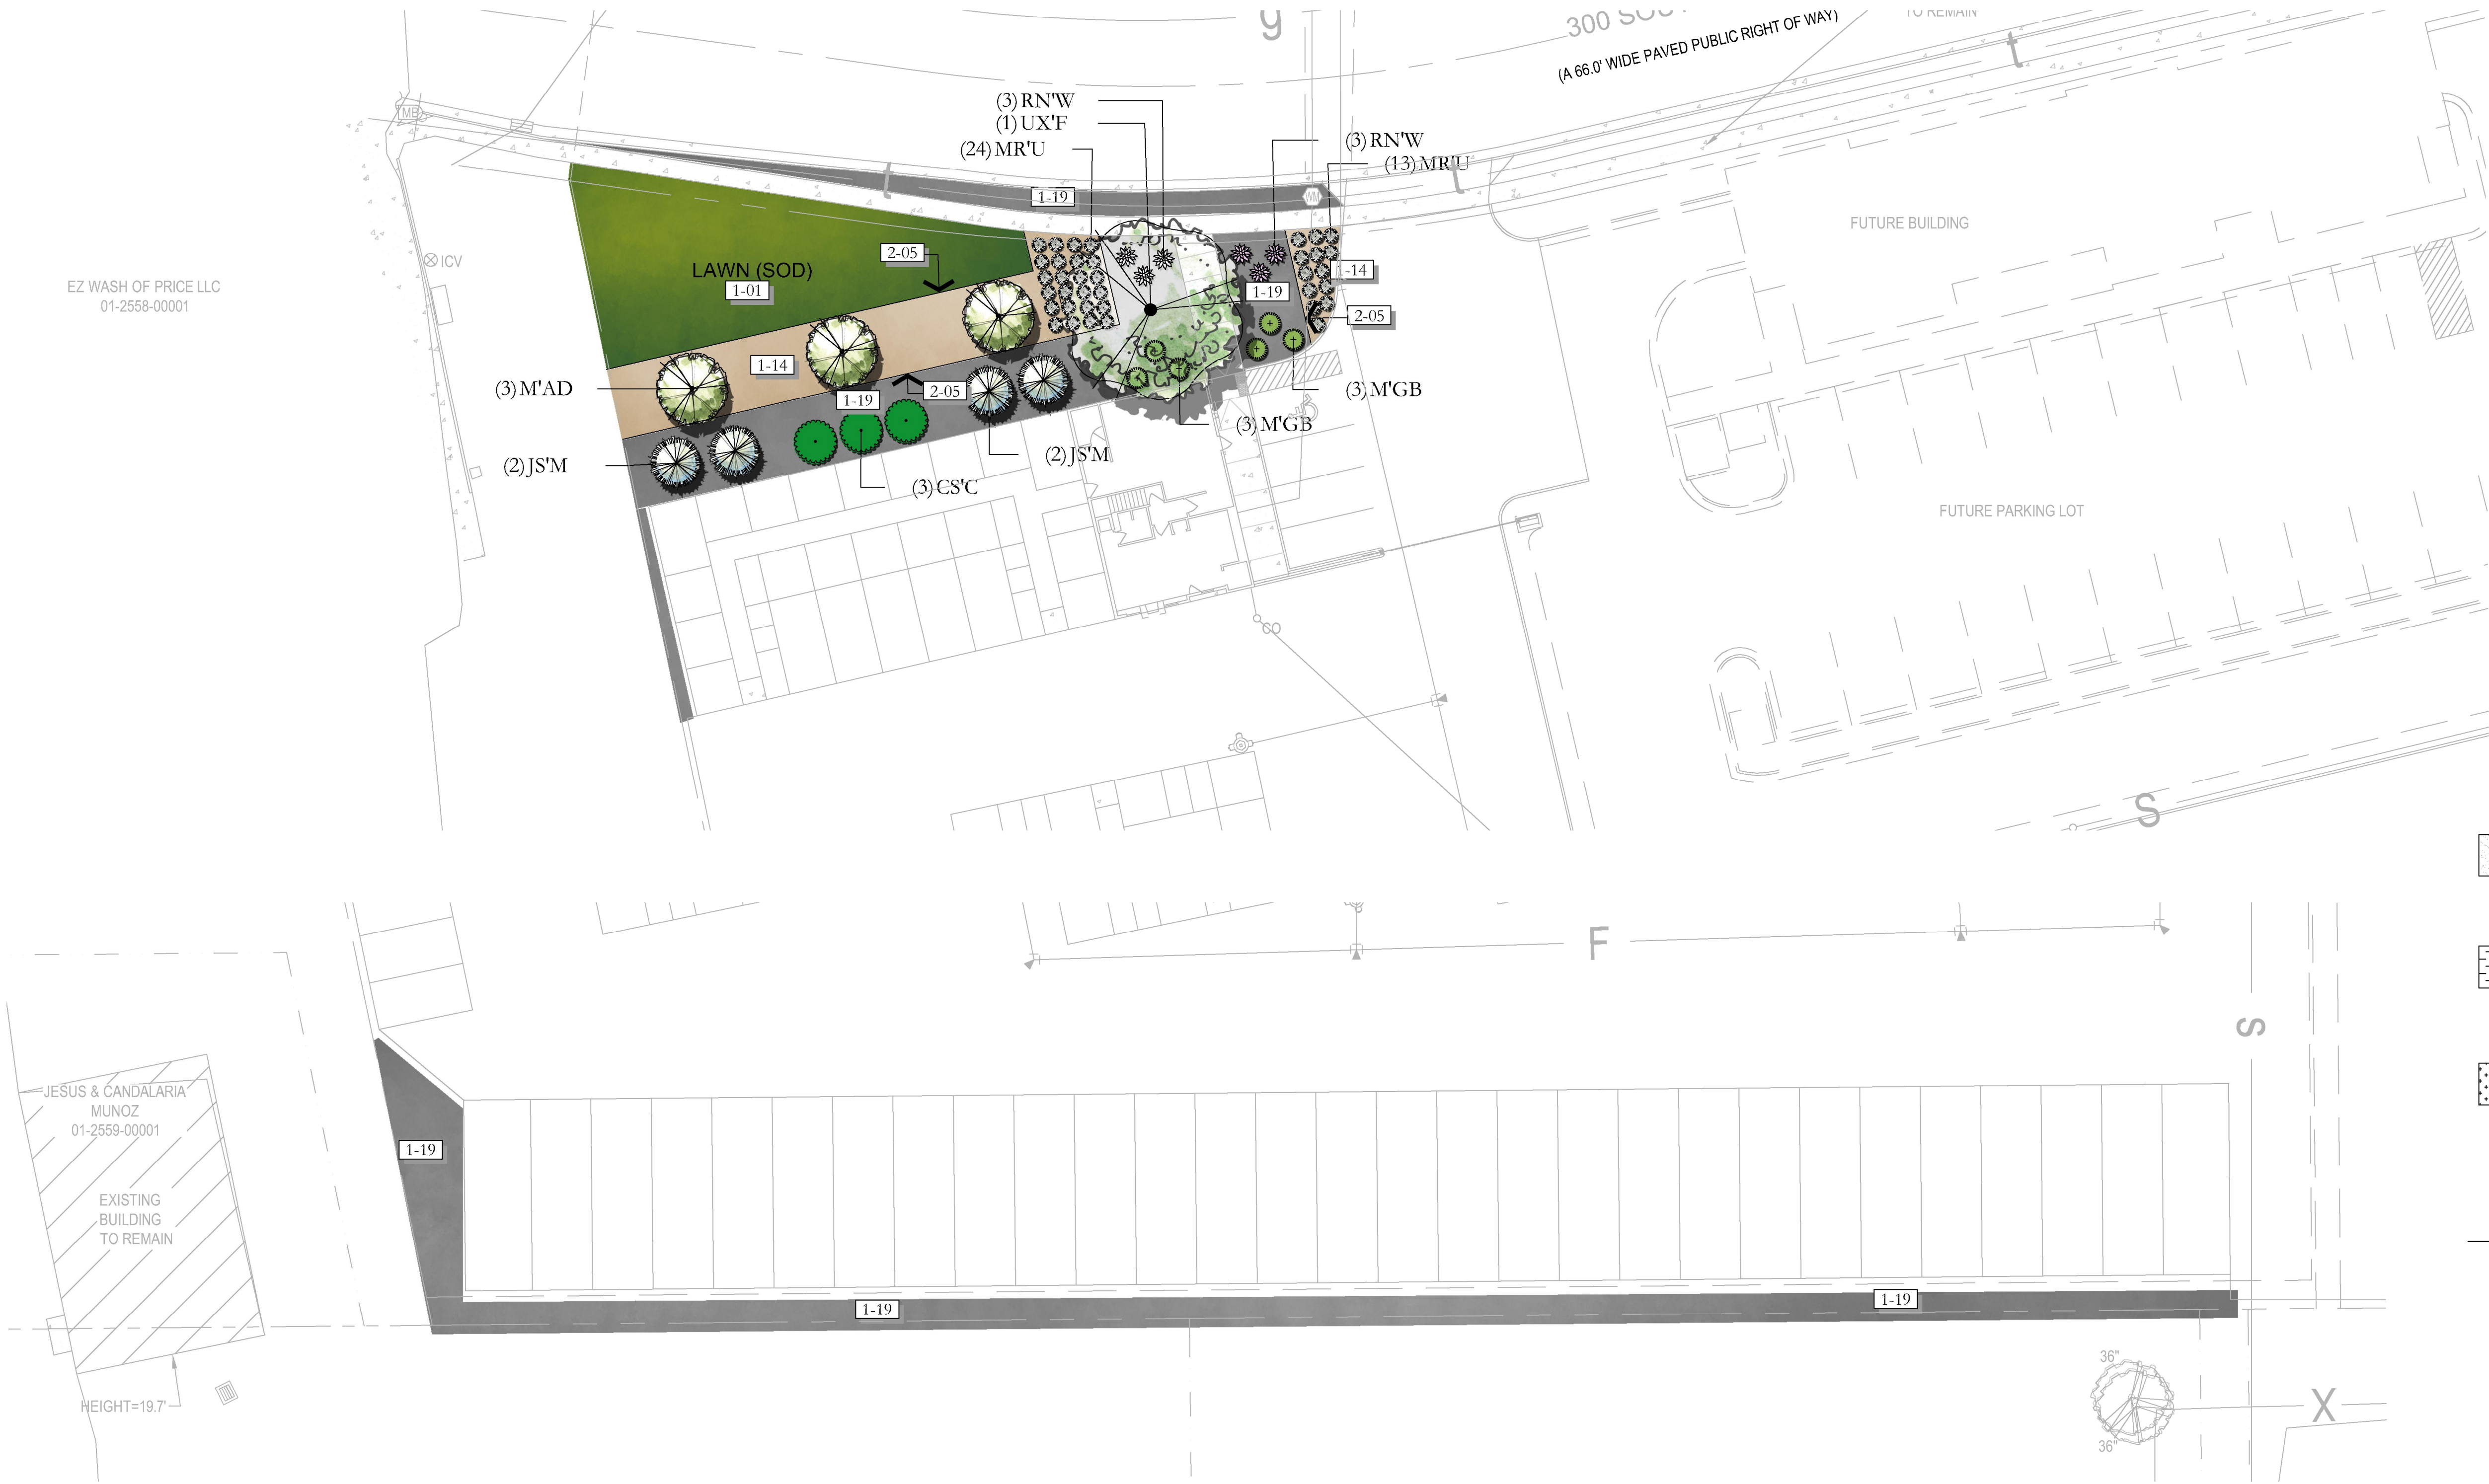 g
TO REMAIN
(A 66.0' WIDE PAVED PUBLIC RIGHT OF WAY)
t
MB
(3) RN'W
(1) UX'F
(24) MR'U
(3) RN'W
(13) MR'U
t
t
1-19
WM
FUTURE BUILDING
ICV
2-05
LAWN (SOD)
1-01
1-14
1-19
2-05
EZ WASH OF PRICE LLC
01-2558-00001
1-14
(3) M'AD
2-05
1-19
(3) M'GB
(3) M'GB
(2) JS'M
(2) JS'M
(3) CS'C
FUTURE PARKING LOT
CO
S
F
S
JESUS & CANDALARIA
MUNOZ
01-2559-00001
1-19
EXISTING
BUILDING
TO REMAIN
1-19
1-19
36"
HEIGHT=19.7'
X
36"